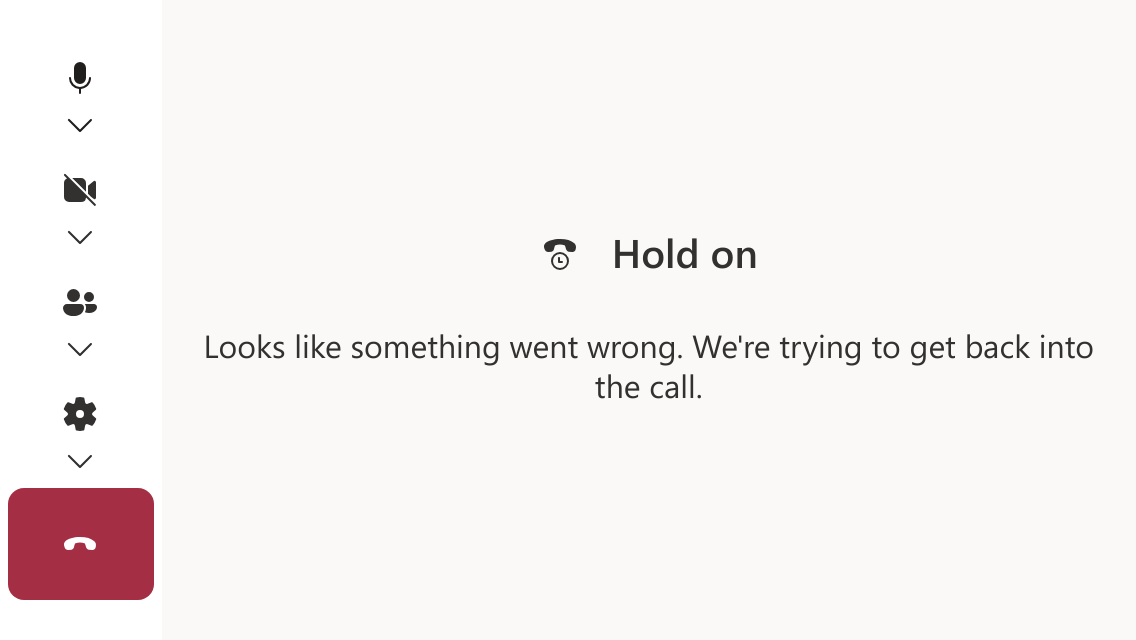 Hold on
Looks like something went wrong. We're trying to get back into
the call.